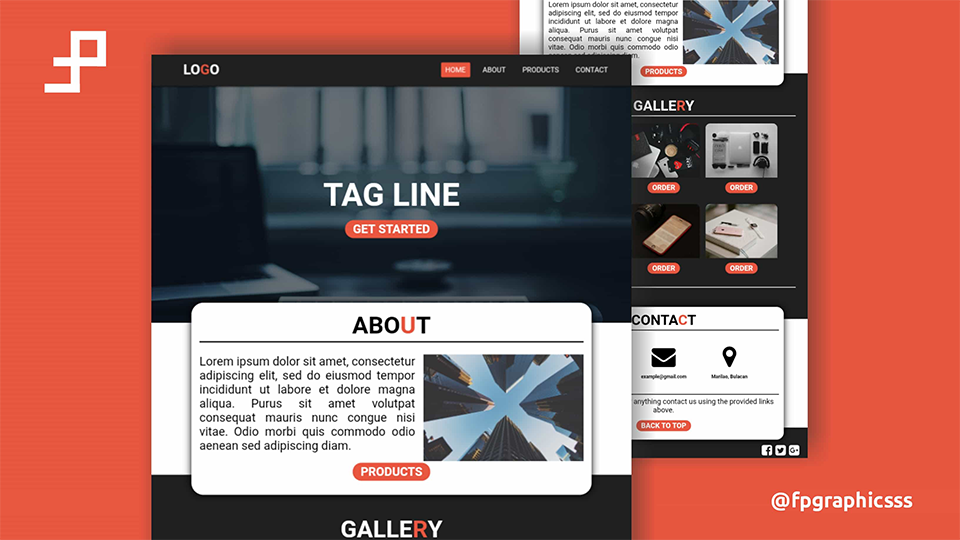 LOGO
HOME
ABOUT
PRODUCTS
CONTACT
TAG LINE
GET STARTED
ABOUT
Lorem ipsum dolor sit amet, consectetur
adipiscing elit, sed do eiusmod tempor
incididunt ut labore et dolore magna
aliqua. Purus sit amet volutpat
consequat mauris nunc congue nisi
vitae. Odio morbi quis commodo odio
aenean sed adipiscing diam.
PRODUCTS
GALLERY
Lorem ipsum dolor sit amet, consectetur
adipiscing elit, sed do eiusmod tempor
incididunt ut labore et dolore magna
aliqua. Purus sit amet volutpat
consequat mauris nunc congue nisi
vitae. Odio morbi quis commodo odio
aenean sed adipiscing diam.
PRODUCTS
GALLERY
ORDER
ORDER
ORDER
ORDER
CONTACT
example@gmail.com
Marilao, Bulacan
anything contact us using the provided links
above.
BACK TO TOP
@fpgraphicsss